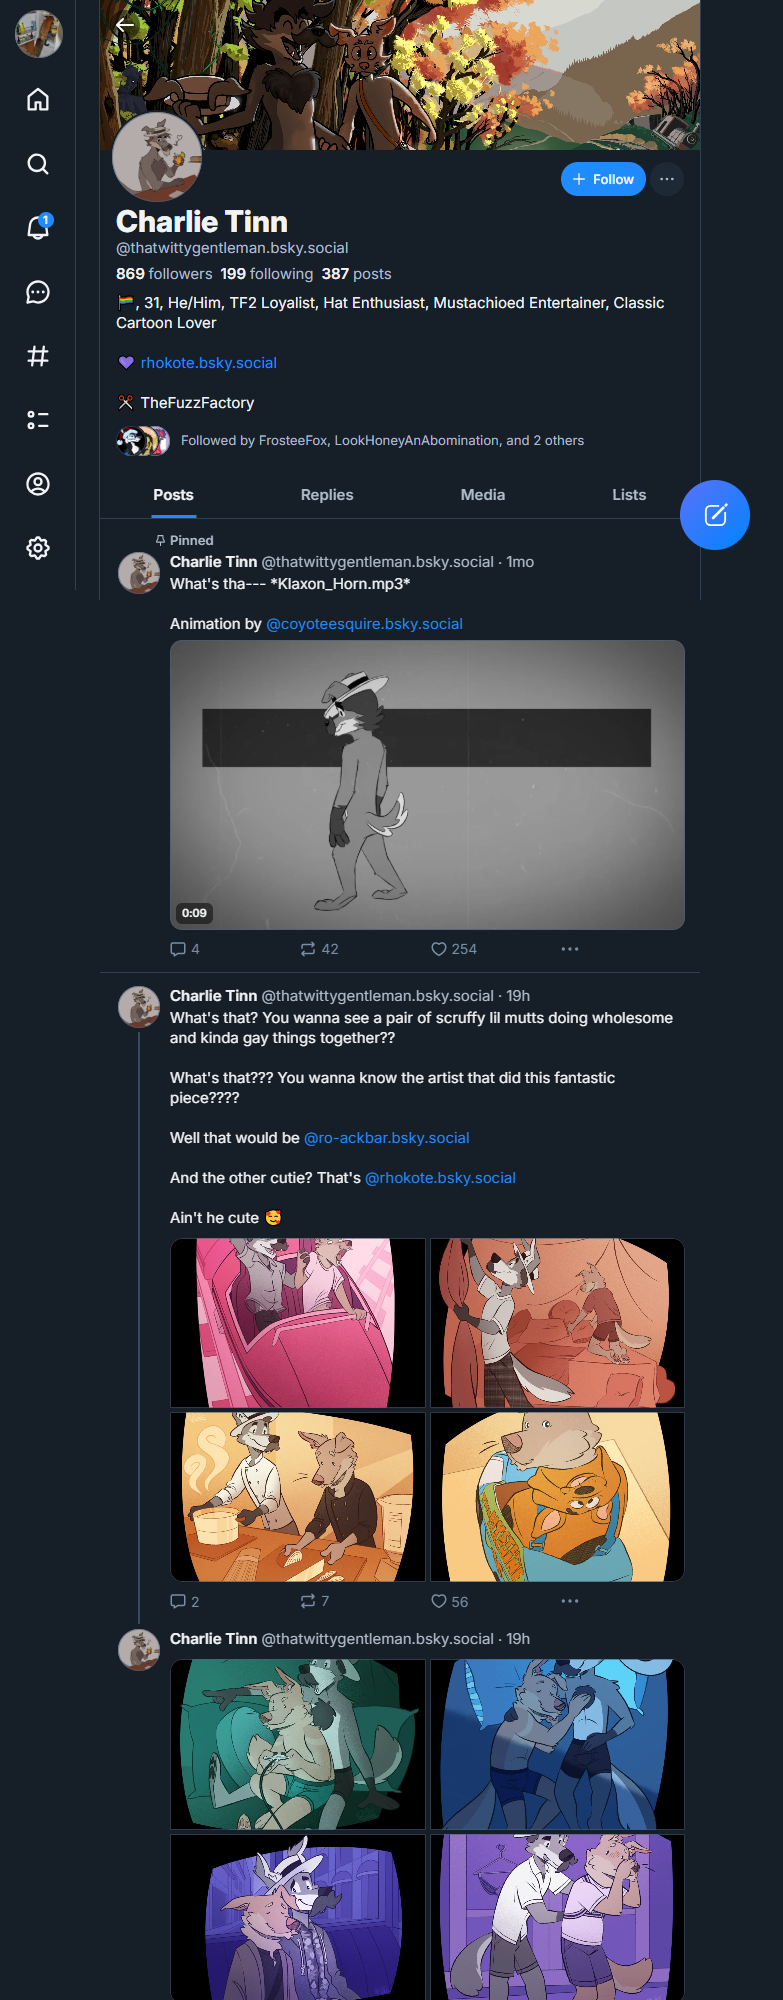 1
Follow
Charlie Tinn
@thatwittygentleman.bsky.social
869 followers 199 following 387 posts
🏳️‍🌈, 31, He/Him, TF2 Loyalist, Hat Enthusiast, Mustachioed Entertainer, Classic
Cartoon Lover
💜 rhokote.bsky.social
✂️ TheFuzzFactory
Followed by FrosteeFox, LookHoneyAnAbomination, and 2 others
Posts Replies Media Lists
Pinned
Charlie Tinn @thatwittygentleman.bsky.social · 1mo
What's tha--- *Klaxon_Horn.mp3*
Animation by @coyoteesquire.bsky.social
0:09
4 42 254
Charlie Tinn @thatwittygentleman.bsky.social · 19h
What's that? You wanna see a pair of scruffy lil mutts doing wholesome
and kinda gay things together??
What's that??? You wanna know the artist that did this fantastic
piece????
Well that would be @ro-ackbar.bsky.social
And the other cutie? That's @rhokote.bsky.social
Ain't he cute 🥰
2 7 56
Charlie Tinn @thatwittygentleman.bsky.social · 19h